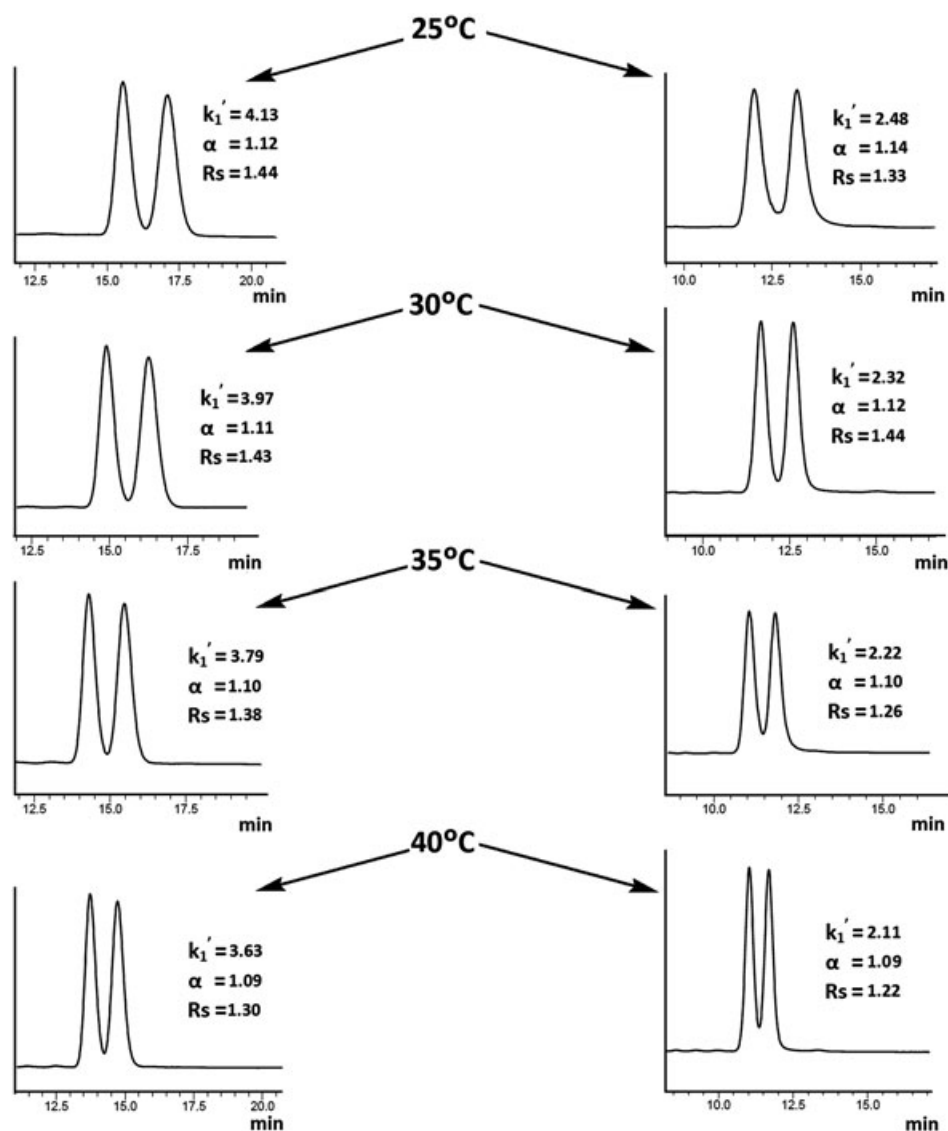 25°C
k₁′ = 4.13
α = 1.12
Rs = 1.44
12.5 15.0 17.5 20.0
min
k₁′ = 2.48
α = 1.14
Rs = 1.33
10.0 12.5 15.0
min
30°C
k₁′ = 3.97
α = 1.11
Rs = 1.43
12.5 15.0 17.5
min
k₁′ = 2.32
α = 1.12
Rs = 1.44
10.0 12.5 15.0
min
35°C
k₁′ = 3.79
α = 1.10
Rs = 1.38
12.5 15.0 17.5
min
k₁′ = 2.22
α = 1.10
Rs = 1.26
10.0 12.5 15.0
min
40°C
k₁′ = 3.63
α = 1.09
Rs = 1.30
12.5 15.0 17.5 20.0
min
k₁′ = 2.11
α = 1.09
Rs = 1.22
10.0 12.5 15.0
min